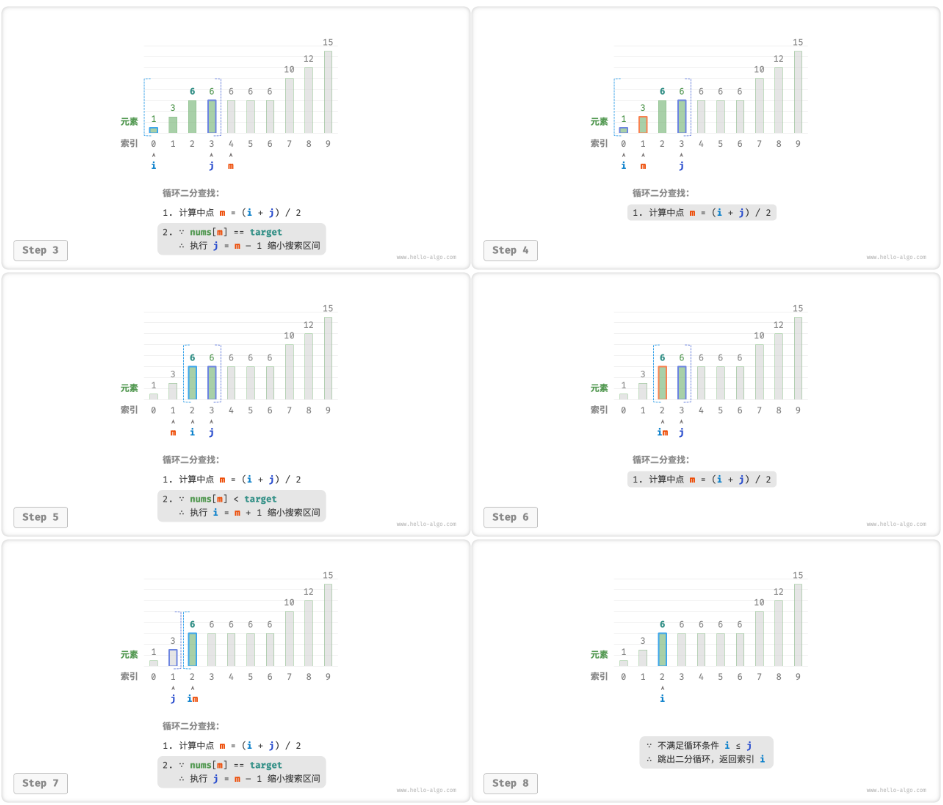 15
12
10
6 6 6 6 6
3
1
元素
索引 0 1 2 3 4 5 6 7 8 9
i j m
循环二分查找:
1. 计算中点 m = (i + j) / 2
2. ∵ nums[m] == target
∴ 执行 j = m − 1 缩小搜索区间
Step 3
www.hello-algo.com
15
12
10
6 6 6 6 6
3
1
元素
索引 0 1 2 3 4 5 6 7 8 9
i m j
循环二分查找:
1. 计算中点 m = (i + j) / 2
Step 4
www.hello-algo.com
15
12
10
6 6 6 6 6
3
1
元素
索引 0 1 2 3 4 5 6 7 8 9
m i j
循环二分查找:
1. 计算中点 m = (i + j) / 2
2. ∵ nums[m] < target
∴ 执行 i = m + 1 缩小搜索区间
Step 5
www.hello-algo.com
15
12
10
6 6 6 6 6
3
1
元素
索引 0 1 2 3 4 5 6 7 8 9
im j
循环二分查找:
1. 计算中点 m = (i + j) / 2
Step 6
www.hello-algo.com
15
12
10
6 6 6 6 6
3
1
元素
索引 0 1 2 3 4 5 6 7 8 9
j im
循环二分查找:
1. 计算中点 m = (i + j) / 2
2. ∵ nums[m] == target
∴ 执行 j = m − 1 缩小搜索区间
Step 7
www.hello-algo.com
15
12
10
6 6 6 6 6
3
1
元素
索引 0 1 2 3 4 5 6 7 8 9
i
∵ 不满足循环条件 i ≤ j
∴ 跳出二分循环，返回索引 i
Step 8
www.hello-algo.com